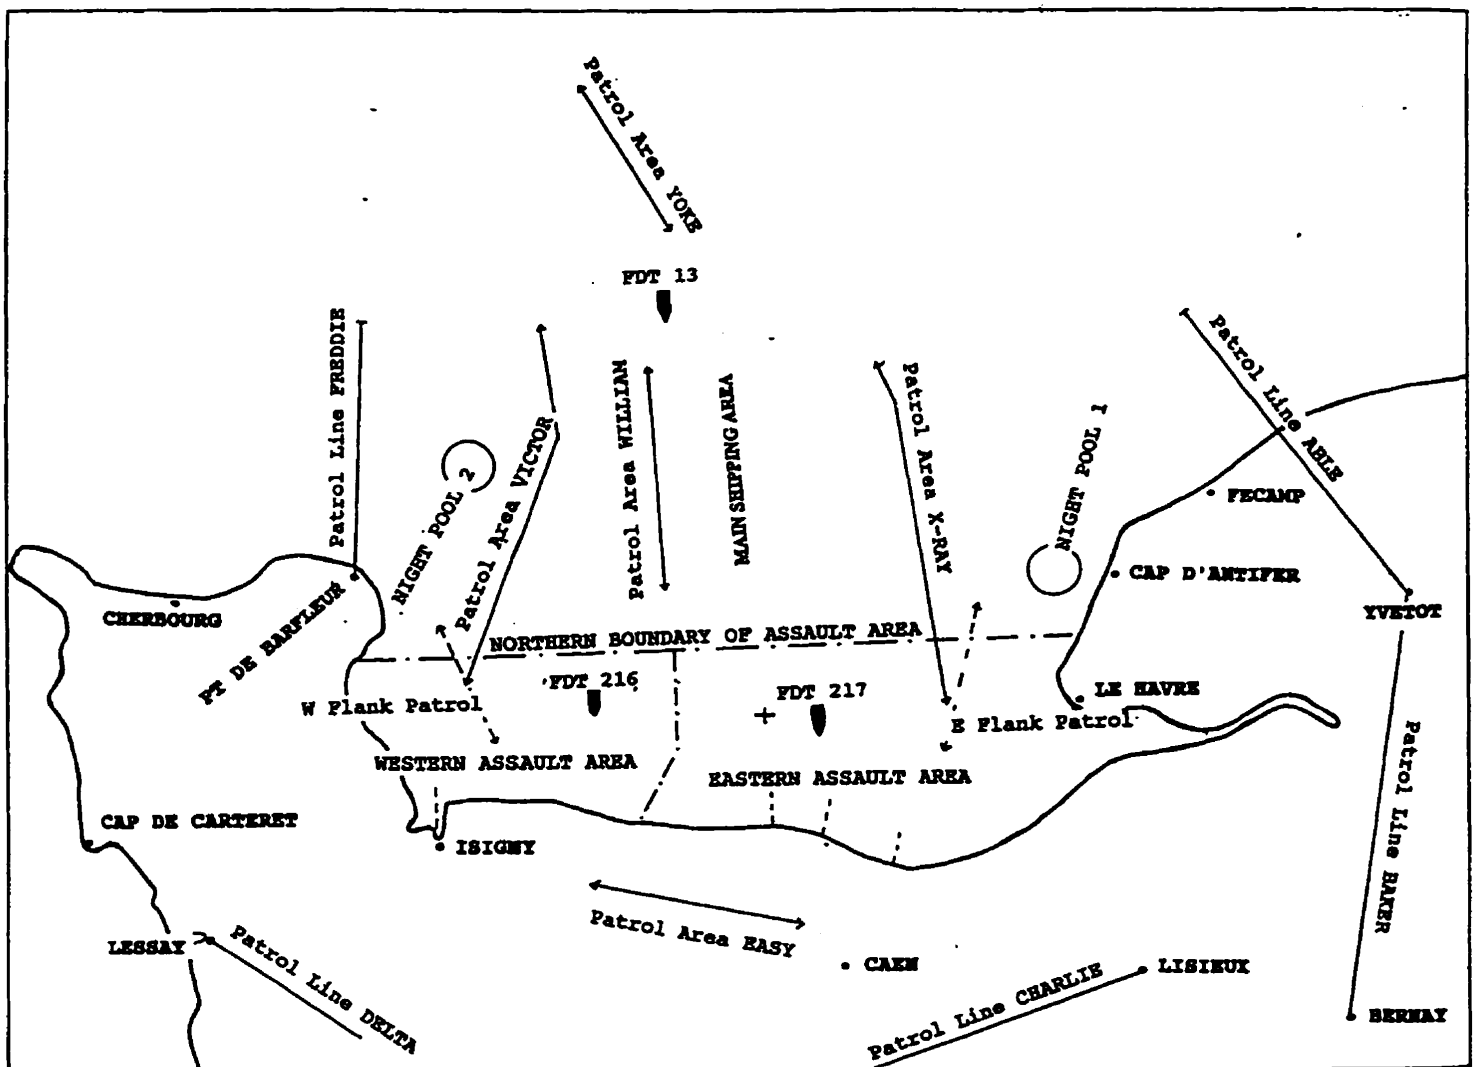 Patrol Area YOKE
FDT 13
Patrol Line FREDDIE
NIGHT POOL 2
Patrol Area VICTOR
Patrol Area WILLIAM
MAIN SHIPPING AREA
Patrol Area X-RAY
NIGHT POOL 1
Patrol Line ABLE
FECAMP
CAP D'ANTIFER
YVETOT
CHERBOURG
PT DE BARFLEUR
NORTHERN BOUNDARY OF ASSAULT AREA
W Flank Patrol
FDT 216
FDT 217
LE HAVRE
E Flank Patrol
WESTERN ASSAULT AREA
EASTERN ASSAULT AREA
Patrol Line BAKER
CAP DE CARTERET
ISIGNY
Patrol Area EASY
LESSAY
Patrol Line DELTA
CAEN
Patrol Line CHARLIE
LISIEUX
BERNAY